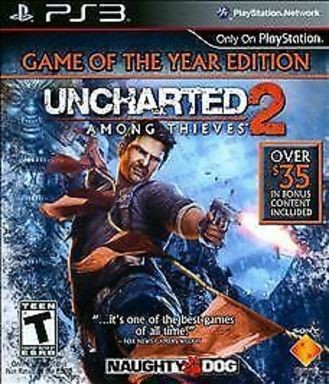 PS3
PlayStation Network
Only On PlayStation.
GAME OF THE YEAR EDITION
UNCHARTED 2
AMONG THIEVES
OVER
$35
IN BONUS
CONTENT
INCLUDED
TEEN
T
ESRB
"...it's one of the best games
of all time."
NAUGHTY DOG
SONY